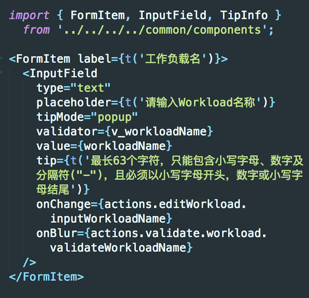 import { FormItem, InputField, TipInfo }
from '../../../../common/components';
<FormItem label={t('工作负载名')}>
<InputField
type="text"
placeholder={t('请输入Workload名称')}
tipMode="popup"
validator={v_workloadName}
value={workloadName}
tip={t('最长63个字符，只能包含小写字母、数字及
分隔符("-")，且必须以小写字母开头，数字或小写字
母结尾')}
onChange={actions.editWorkload.
inputWorkloadName}
onBlur={actions.validate.workload.
validateWorkloadName}
/>
</FormItem>